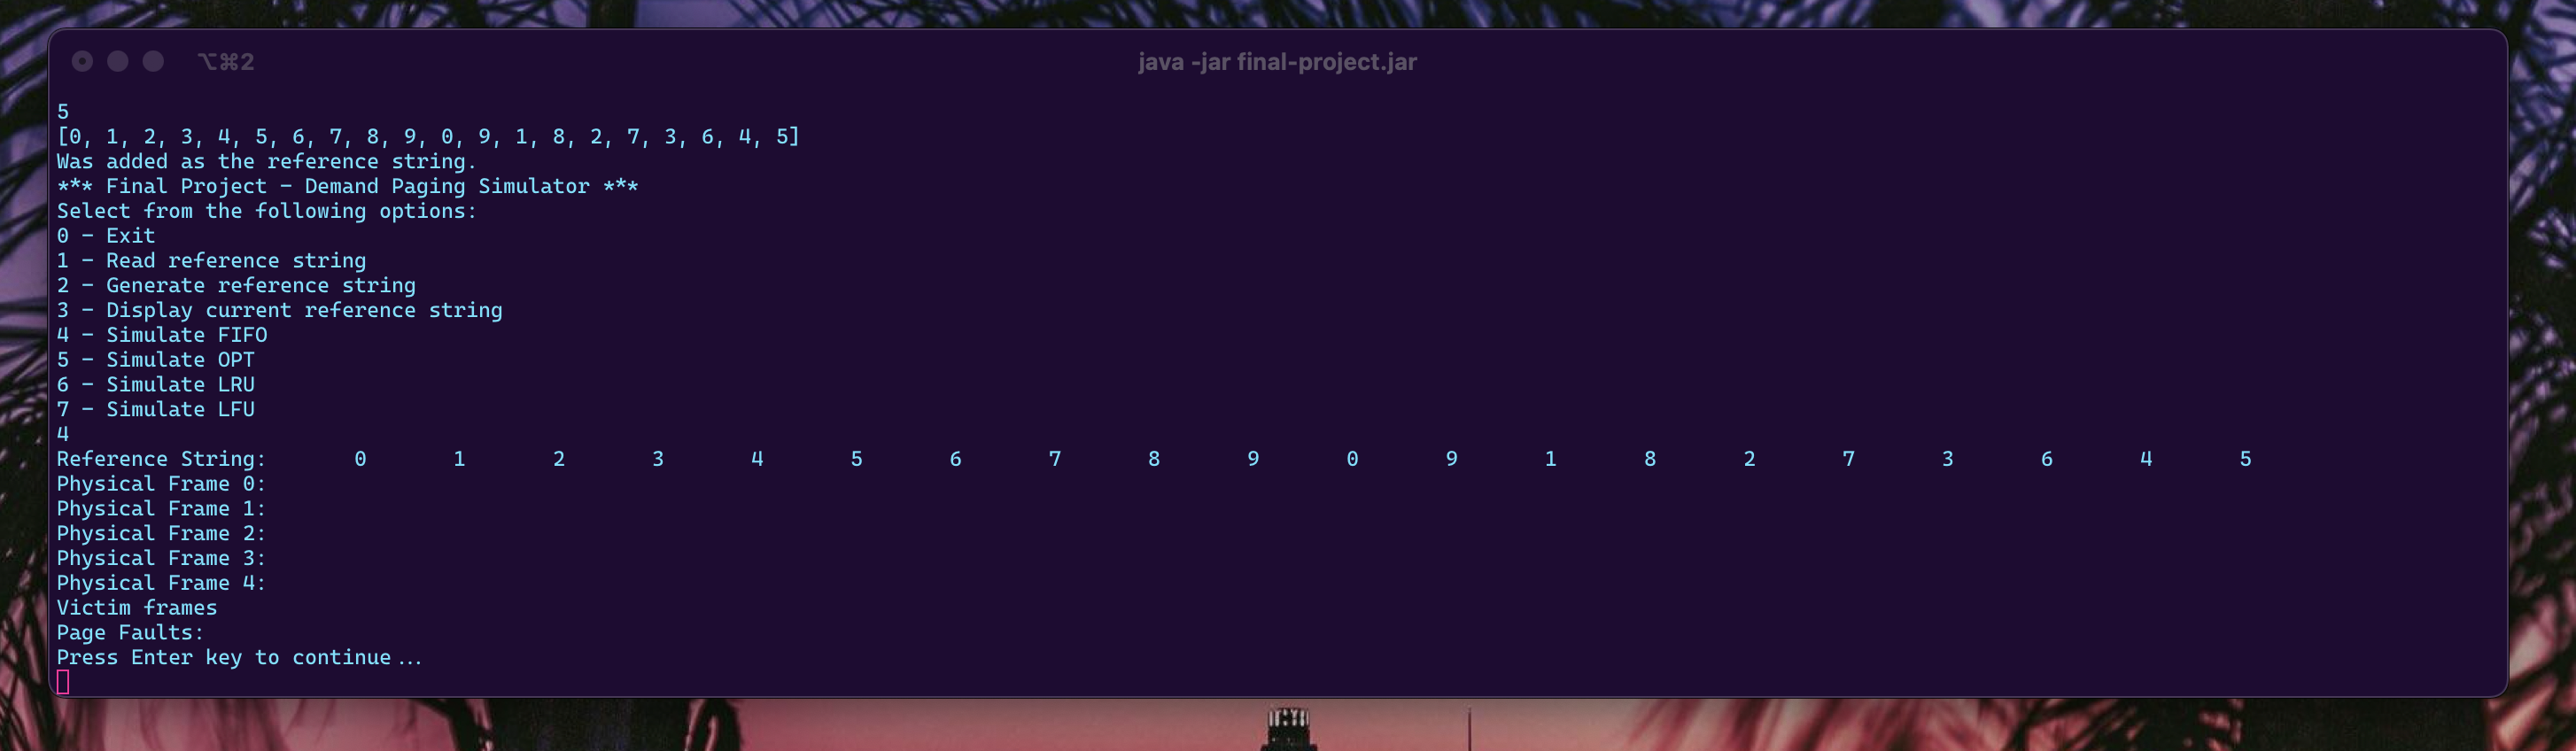 ⌥⌘2
java -jar final-project.jar
5
[0, 1, 2, 3, 4, 5, 6, 7, 8, 9, 0, 9, 1, 8, 2, 7, 3, 6, 4, 5]
Was added as the reference string.
*** Final Project - Demand Paging Simulator ***
Select from the following options:
0 - Exit
1 - Read reference string
2 - Generate reference string
3 - Display current reference string
4 - Simulate FIFO
5 - Simulate OPT
6 - Simulate LRU
7 - Simulate LFU
4
Reference String: 0 1 2 3 4 5 6 7 8 9 0 9 1 8 2 7 3 6 4 5
Physical Frame 0:
Physical Frame 1:
Physical Frame 2:
Physical Frame 3:
Physical Frame 4:
Victim frames
Page Faults:
Press Enter key to continue...